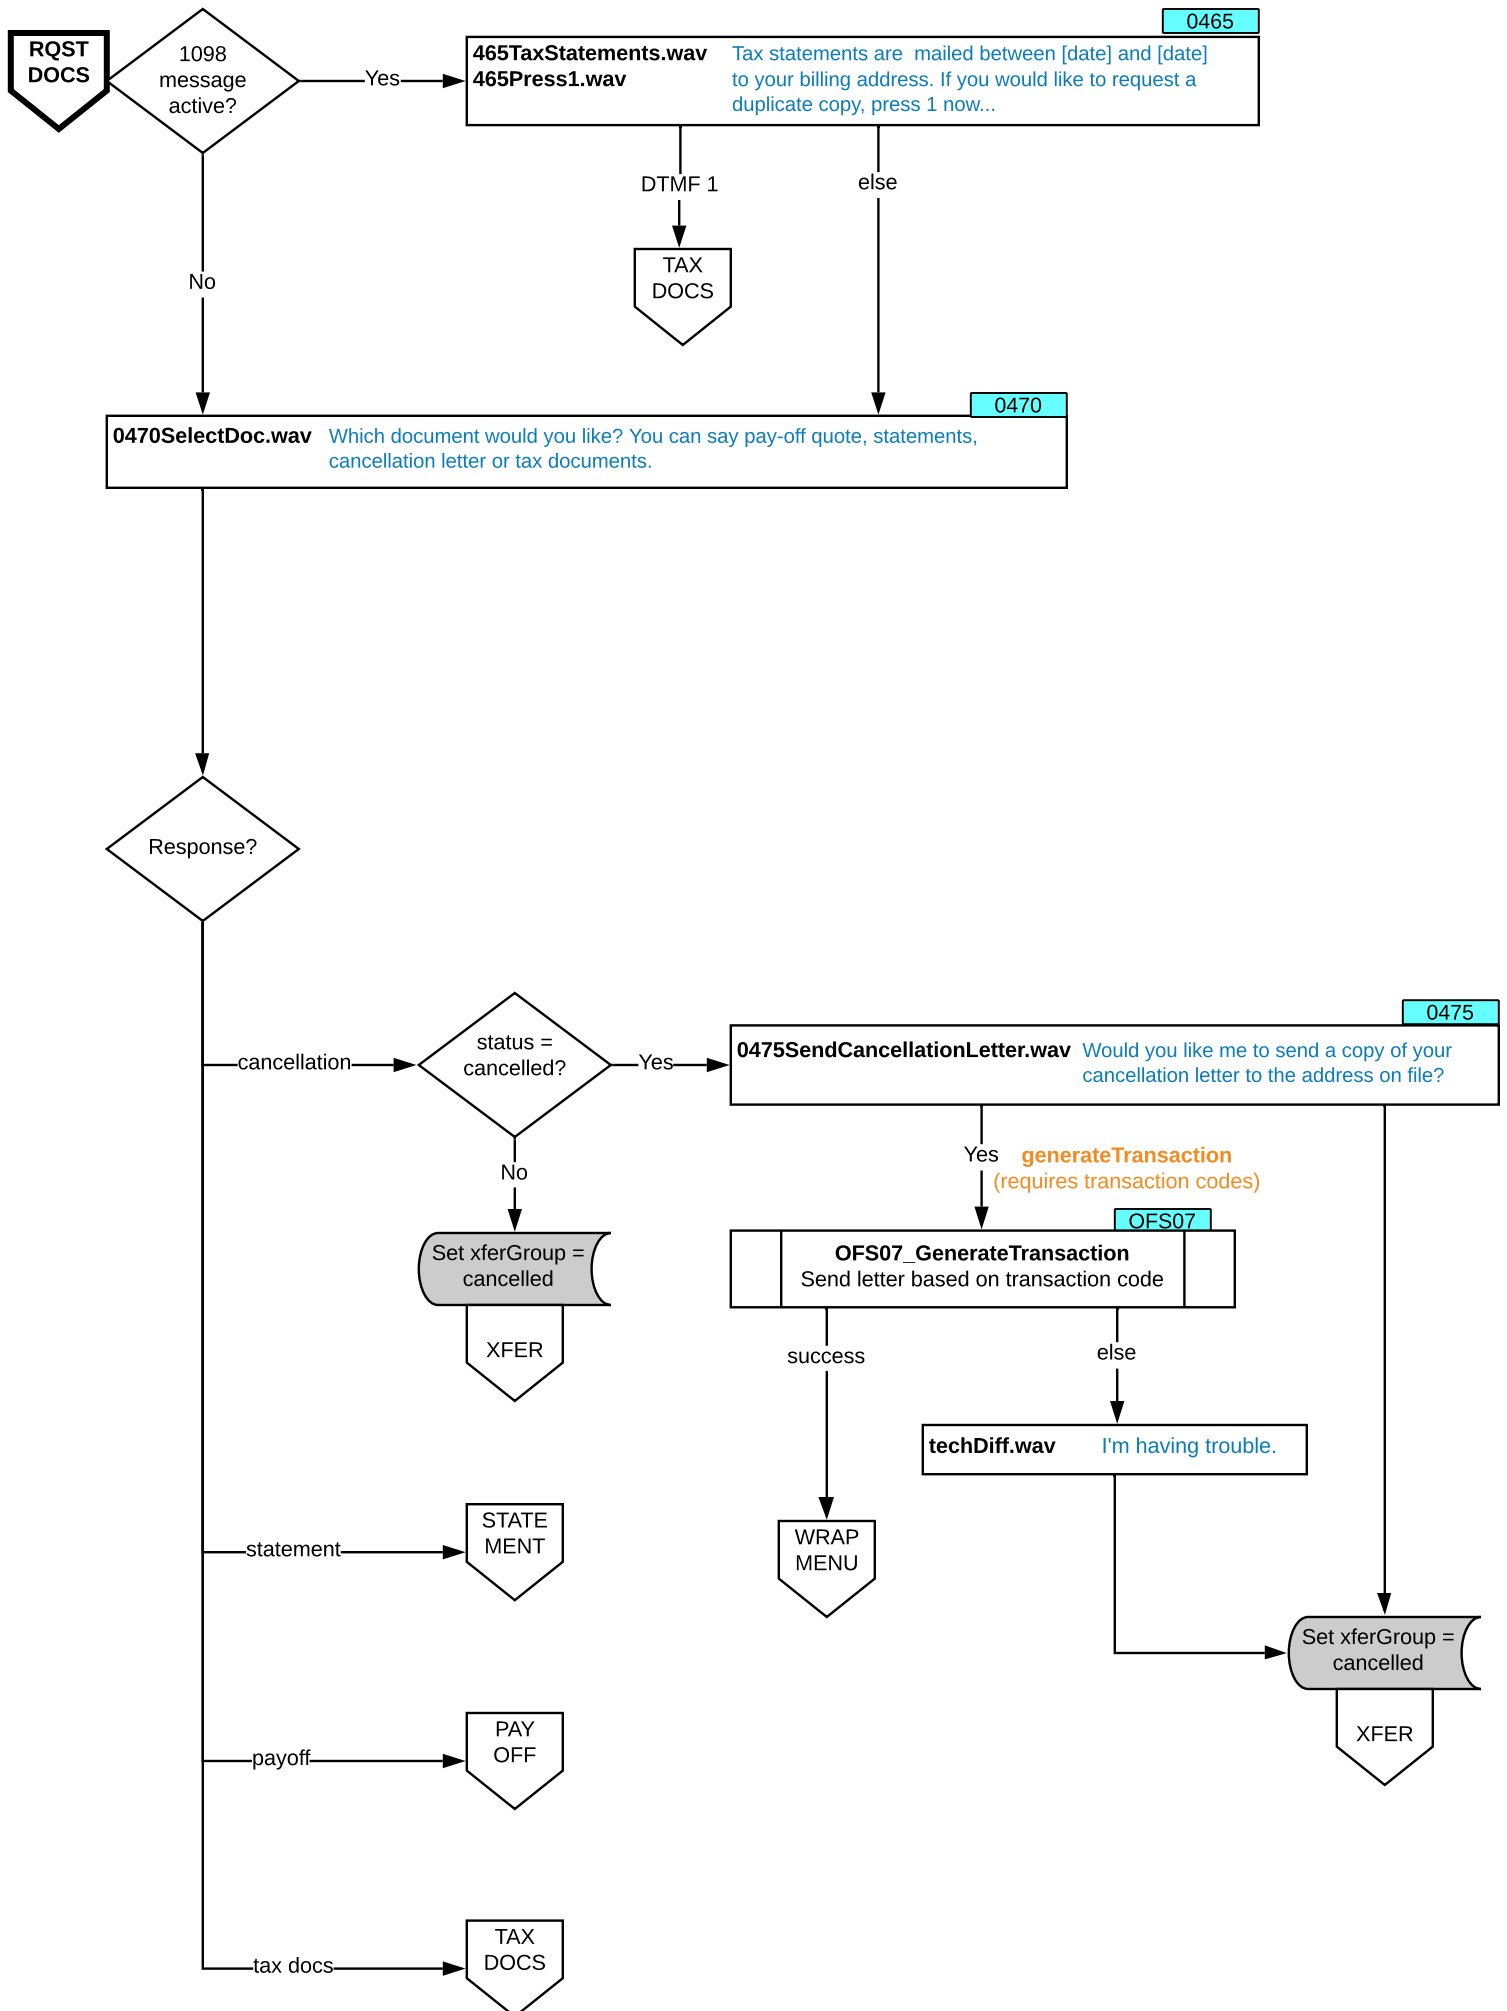 RQST
DOCS
1098
message
active?
Yes
0465
465TaxStatements.wav
465Press1.wav
Tax statements are  mailed between [date] and [date]
to your billing address. If you would like to request a
duplicate copy, press 1 now...
DTMF 1
else
TAX
DOCS
No
0470
0470SelectDoc.wav
Which document would you like? You can say pay-off quote, statements,
cancellation letter or tax documents.
Response?
cancellation
status =
cancelled?
Yes
0475
0475SendCancellationLetter.wav
Would you like me to send a copy of your
cancellation letter to the address on file?
No
Set xferGroup =
cancelled
XFER
Yes
generateTransaction
(requires transaction codes)
OFS07
OFS07_GenerateTransaction
Send letter based on transaction code
success
else
techDiff.wav
I'm having trouble.
WRAP
MENU
Set xferGroup =
cancelled
XFER
statement
STATE
MENT
payoff
PAY
OFF
tax docs
TAX
DOCS